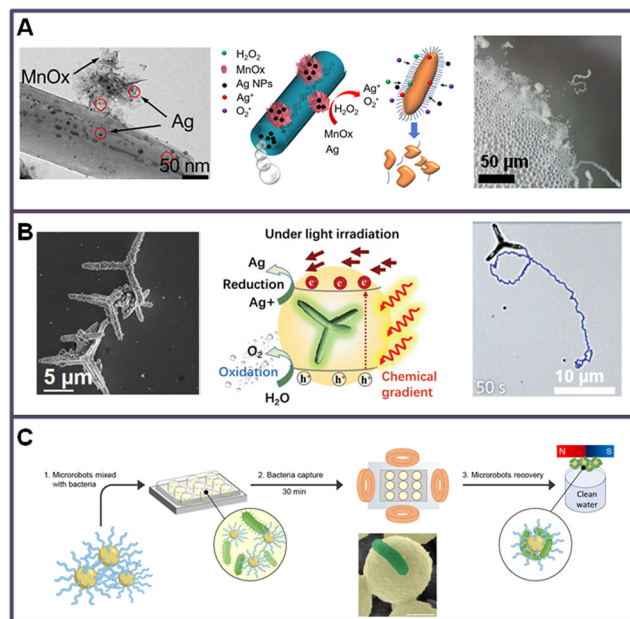 A
MnOx
Ag
50 nm
H₂O₂
MnOx
Ag NPs
Ag⁺
O₂•
H₂O₂
MnOx
Ag
Ag⁺
O₂•
50 µm
B
5 µm
Under light irradiation
Ag
Reduction
Ag+
e⁻ e⁻ e⁻
O₂
Oxidation
H₂O
h⁺ h⁺ h⁺
Chemical
gradient
50 s
10 µm
C
1. Microrobots mixed
with bacteria
2. Bacteria capture
30 min
3. Microrobots recovery
N S
Clean
water